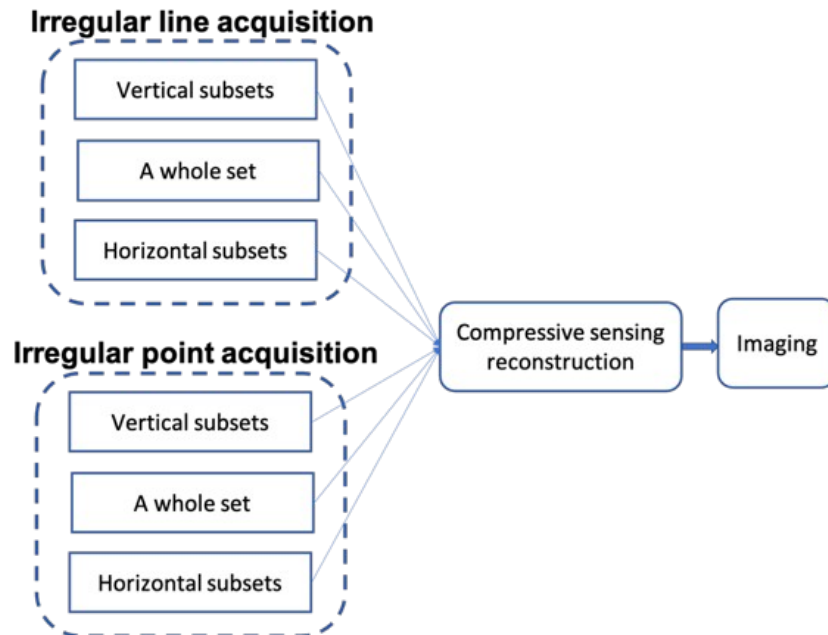 Irregular line acquisition
Vertical subsets
A whole set
Horizontal subsets
Irregular point acquisition
Vertical subsets
A whole set
Horizontal subsets
Compressive sensing
reconstruction
Imaging